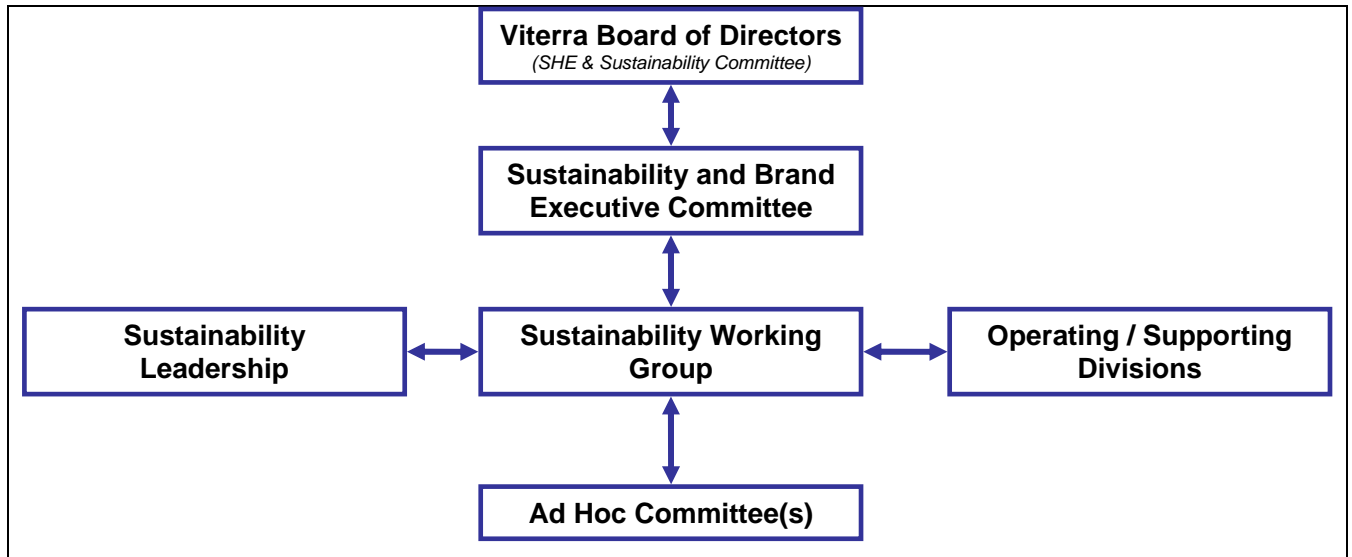 Viterra Board of Directors
(SHE & Sustainability Committee)
Sustainability and Brand
Executive Committee
Sustainability
Leadership
Sustainability Working
Group
Operating / Supporting
Divisions
Ad Hoc Committee(s)